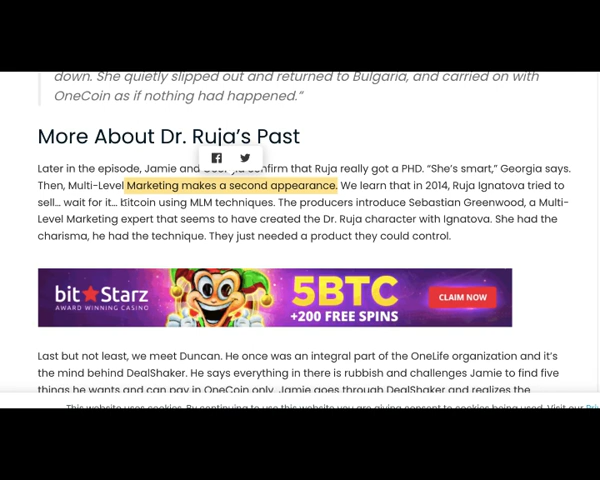 down. She quietly slipped out and returned to Bulgaria, and carried on with
OneCoin as if nothing had happened.”
More About Dr. Ruja’s Past
Later in the episode, Jamie and Georgia confirm that Ruja really got a PHD. “She’s smart,” Georgia says.
Then, Multi-Level Marketing makes a second appearance. We learn that in 2014, Ruja Ignatova tried to
sell… wait for it… bitcoin using MLM techniques. The producers introduce Sebastian Greenwood, a Multi-
Level Marketing expert that seems to have created the Dr. Ruja character with Ignatova. She had the
charisma, he had the technique. They just needed a product they could control.
bitStarz
AWARD WINNING CASINO
5BTC
+200 FREE SPINS
CLAIM NOW
Last but not least, we meet Duncan. He once was an integral part of the OneLife organization and it’s
the mind behind DealShaker. He says everything in there is rubbish and challenges Jamie to find five
things he wants and can pay in OneCoin only. Jamie goes through DealShaker and realizes the
This website uses cookies. By continuing to use this website you are giving consent to cookies being used. Visit our